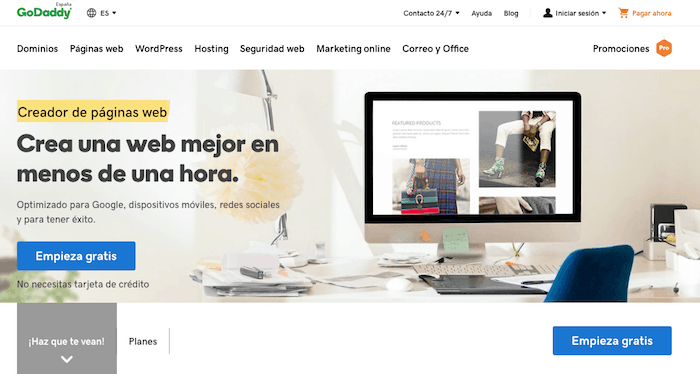 España
GoDaddy
ES
Contacto 24/7
Ayuda
Blog
Iniciar sesión
Pagar ahora
Dominios
Páginas web
WordPress
Hosting
Seguridad web
Marketing online
Correo y Office
Promociones
Pro
Creador de páginas web
Crea una web mejor en
menos de una hora.
Optimizado para Google, dispositivos móviles, redes sociales
y para tener éxito.
Empieza gratis
No necesitas tarjeta de crédito
FEATURED PRODUCTS
¡Haz que te vean!
Planes
Empieza gratis